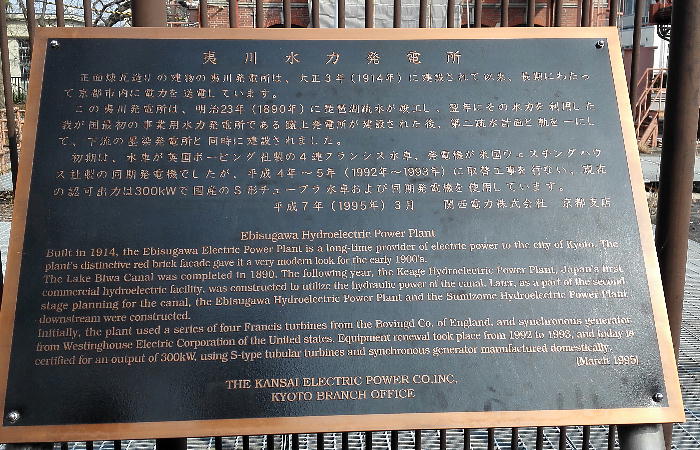 夷川水力発電所
正面煉瓦造りの建物の夷川発電所は、大正3年（1914年）に建設されて以来、長期にわたっ
て京都市内に電力を送電しています。
この夷川発電所は、明治23年（1890年）に琵琶湖疏水が竣工し、翌年にその水力を利用した
我が国最初の事業用水力発電所である蹴上発電所が建設された後、第二疏水計画と軌を一にし
て、下流の墨染発電所と同時に建設されました。
初期は、水車が英国ボービング社製の4連フランシス水車、発電機が米国ウェスチングハウ
ス社製の同期発電機でしたが、平成4年～5年（1992年～1993年）に取替工事を行ない、現在
の認可出力は300kWで国産のS形チューブラ水車および同期発電機を使用しています。
平成7年（1995年）3月 関西電力株式会社 京都支店
Ebisugawa Hydroelectric Power Plant
Built in 1914, the Ebisugawa Electric Power Plant is a long-time provider of electric power to the city of Kyoto. The
plant's distinctive red brick facade gave it a very modern look for the early 1900's.
The Lake Biwa Canal was completed in 1890. The following year, the Keage Hydroelectric Power Plant, Japan's first
commercial hydroelectric facility, was constructed to utilize the hydraulic power of the canal. Later, as a part of the second
stage planning for the canal, the Ebisugawa Hydroelectric Power Plant and the Sumizome Hydroelectric Power Plant
downstream were constructed.
Initially, the plant used a series of four Francis turbines from the Bovingd Co. of England, and synchronous generator
from Westinghouse Electric Corporation of the United states. Equipment renewal took place from 1992 to 1993, and today is
certified for an output of 300kW, using S-type tubular turbines and synchronous generator manufactured domestically.
(March 1995)
THE KANSAI ELECTRIC POWER CO.INC.
KYOTO BRANCH OFFICE